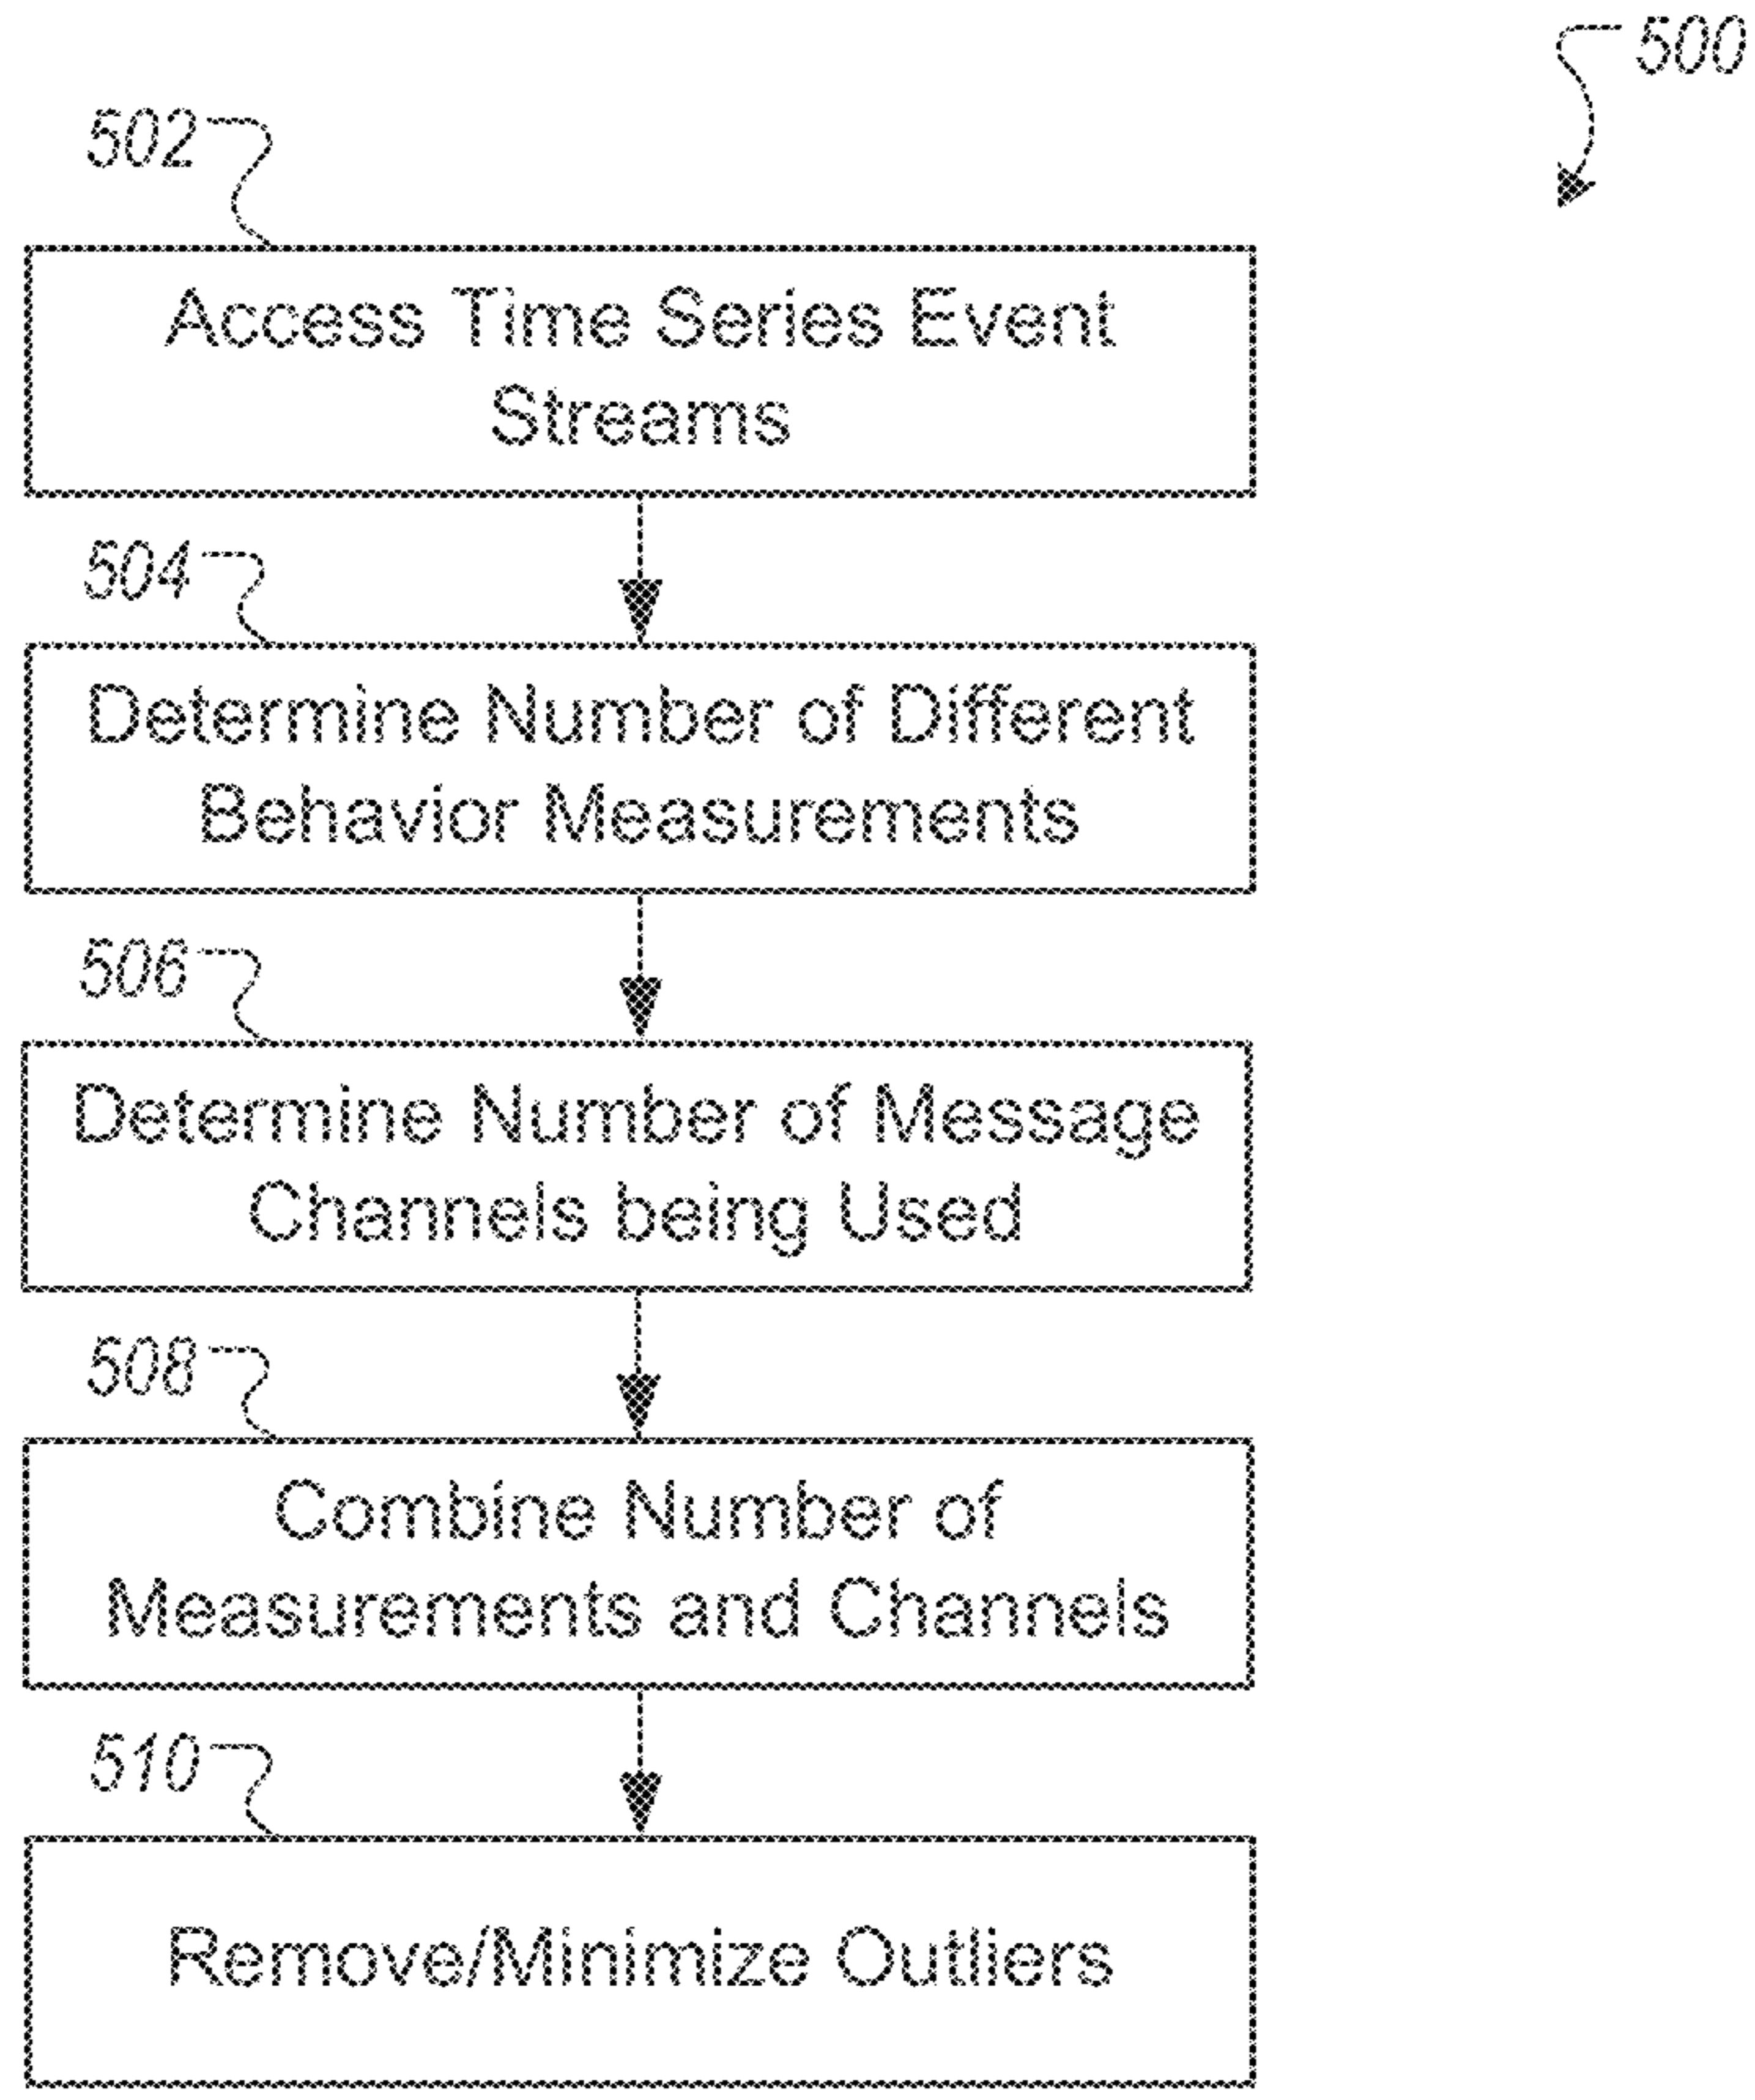 500
502
Access Time Series Event
Streams
504
Determine Number of Different
Behavior Measurements
506
Determine Number of Message
Channels being Used
508
Combine Number of
Measurements and Channels
510
Remove/Minimize Outliers